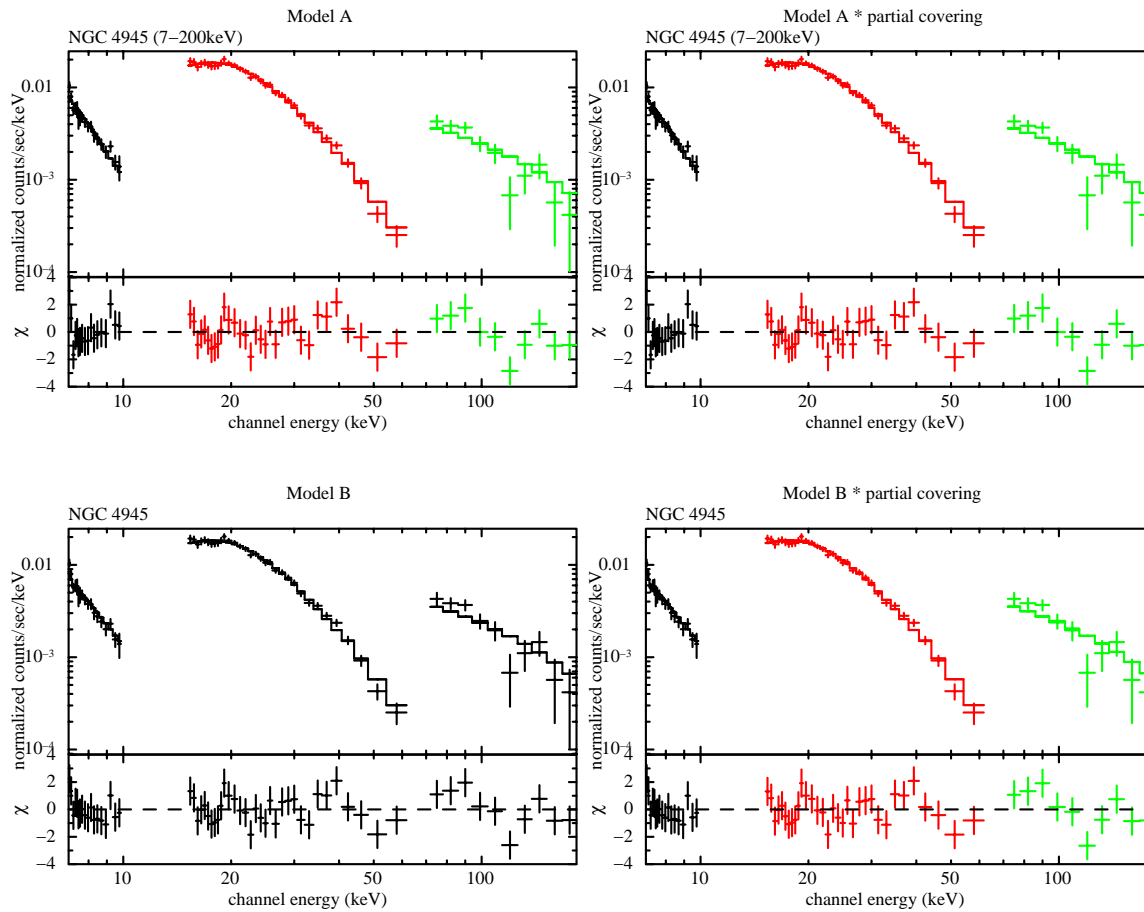 Model A
NGC 4945 (7−200keV)
normalized counts/sec/keV
0.01
10−3
10−4
χ
4
2
0
−2
−4
10 20 50 100
channel energy (keV)
Model A * partial covering
NGC 4945 (7−200keV)
normalized counts/sec/keV
0.01
10−3
10−4
χ
4
2
0
−2
−4
10 20 50 100
channel energy (keV)
Model B
NGC 4945
normalized counts/sec/keV
0.01
10−3
10−4
χ
4
2
0
−2
−4
10 20 50 100
channel energy (keV)
Model B * partial covering
NGC 4945
normalized counts/sec/keV
0.01
10−3
10−4
χ
4
2
0
−2
−4
10 20 50 100
channel energy (keV)